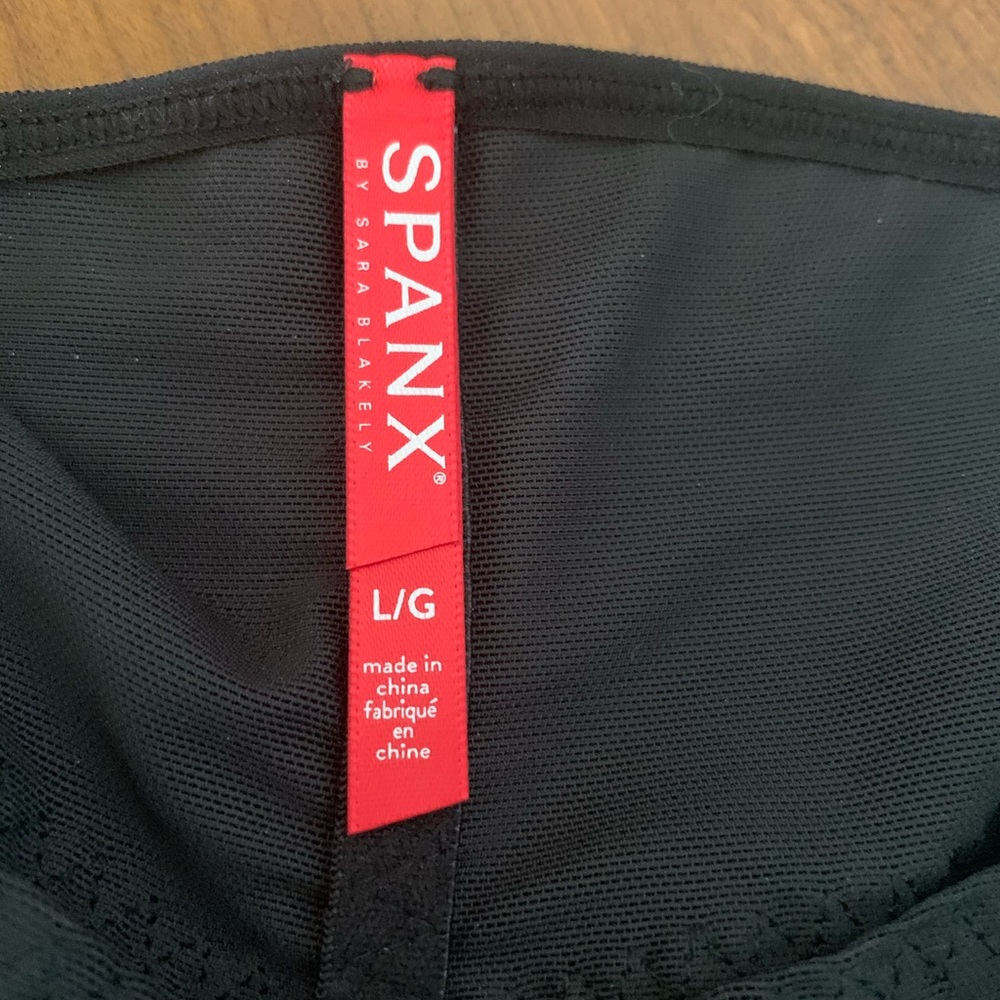 SPANX®
BY SARA BLAKELY
L/G
made in
china
fabriqué
en
chine